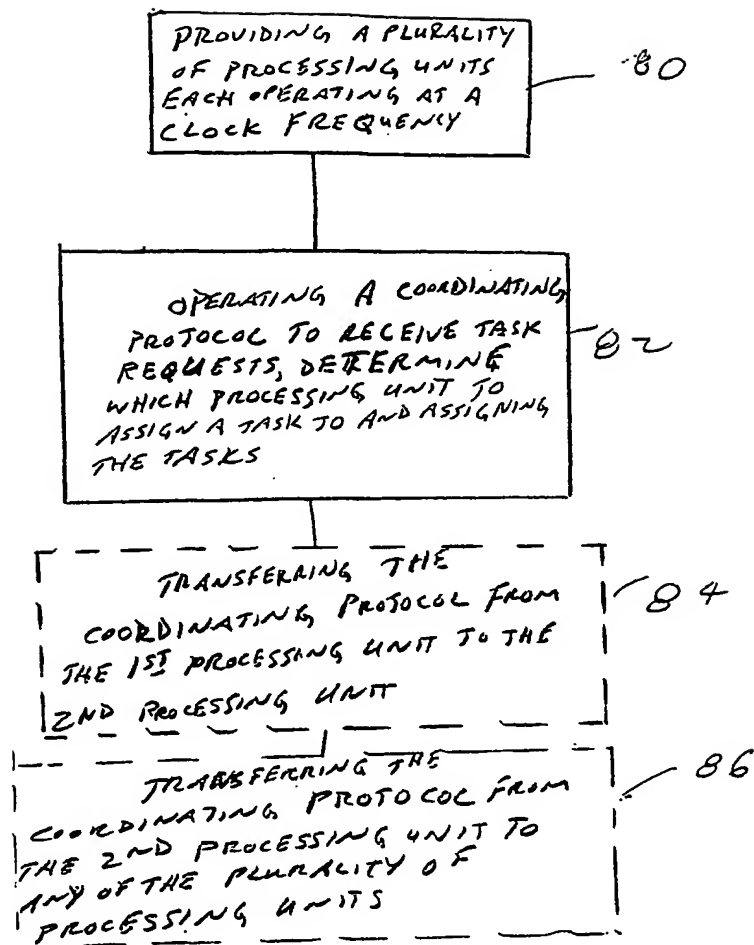 PROVIDING A PLURALITY
OF PROCESSING UNITS
EACH OPERATING AT A
CLOCK FREQUENCY
80
OPERATING A COORDINATING
PROTOCOL TO RECEIVE TASK
REQUESTS, DETERMINE
WHICH PROCESSING UNIT TO
ASSIGN A TASK TO AND ASSIGNING
THE TASKS
82
TRANSFERRING THE
COORDINATING PROTOCOL FROM
THE 1ST PROCESSING UNIT TO THE
2ND PROCESSING UNIT
84
TRANSFERRING THE
COORDINATING PROTOCOL FROM
THE 2ND PROCESSING UNIT TO
ANY OF THE PLURALITY OF
PROCESSING UNITS
86